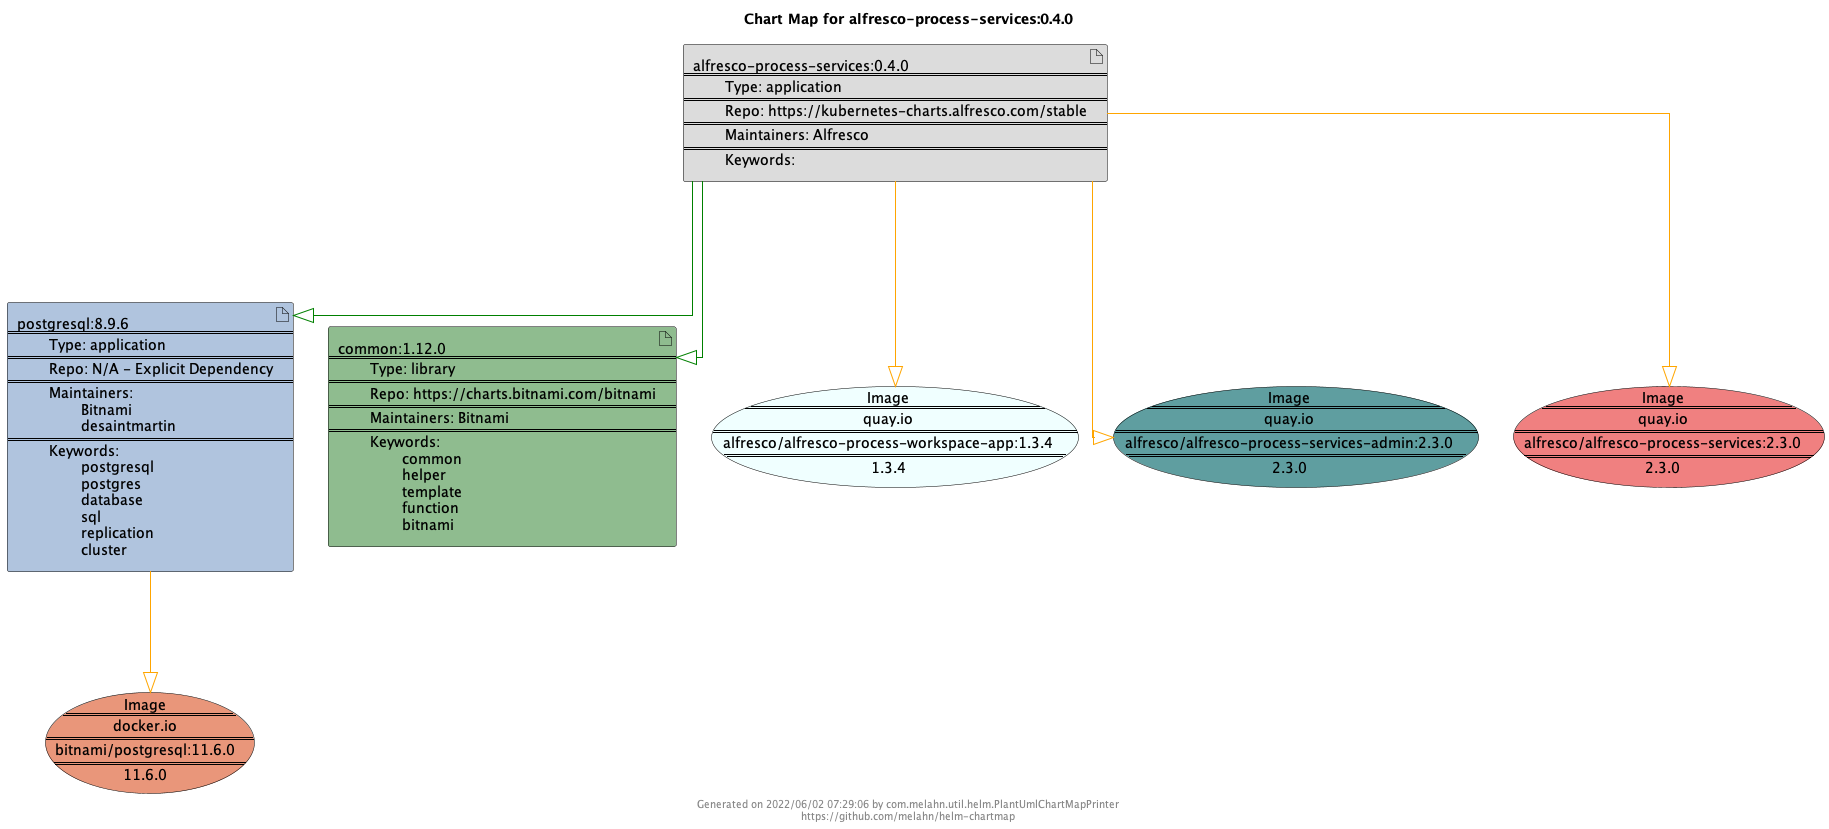 Chart Map for alfresco-process-services:0.4.0
alfresco-process-services:0.4.0
Type: application
Repo: https://kubernetes-charts.alfresco.com/stable
Maintainers: Alfresco
Keywords:
postgresql:8.9.6
Type: application
Repo: N/A - Explicit Dependency
Maintainers:
Bitnami
desaintmartin
Keywords:
postgresql
postgres
database
sql
replication
cluster
common:1.12.0
Type: library
Repo: https://charts.bitnami.com/bitnami
Maintainers: Bitnami
Keywords:
common
helper
template
function
bitnami
Image
quay.io
alfresco/alfresco-process-workspace-app:1.3.4
1.3.4
Image
quay.io
alfresco/alfresco-process-services-admin:2.3.0
2.3.0
Image
quay.io
alfresco/alfresco-process-services:2.3.0
2.3.0
Image
docker.io
bitnami/postgresql:11.6.0
11.6.0
Generated on 2022/06/02 07:29:06 by com.melahn.util.helm.PlantUmlChartMapPrinter
https://github.com/melahn/helm-chartmap